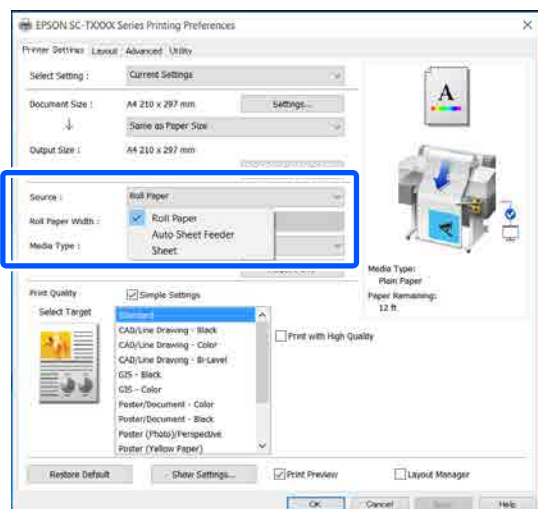 EPSON SC-TXXXX Series Printing Preferences
Printer Settings Layout Advanced Utility
Select Setting : Current Settings
Document Size : A4 210 x 297 mm Settings...
Same as Paper Size
Output Size : A4 210 x 297 mm
Source : Roll Paper
Roll Paper Width :
Roll Paper
Auto Sheet Feeder
Sheet
Media Type :
A
Media Type:
Plain Paper
Paper Remaining:
12 ft
Print Quality Simple Settings
Select Target
Standard
CAD/Line Drawing - Black
CAD/Line Drawing - Color
CAD/Line Drawing - Bi-Level
GIS - Black
GIS - Color
Poster/Document - Color
Poster/Document - Black
Poster (Photo)/Perspective
Poster (Yellow Paper)
Print with High Quality
Restore Default Show Settings... Print Preview Layout Manager
OK Cancel Help